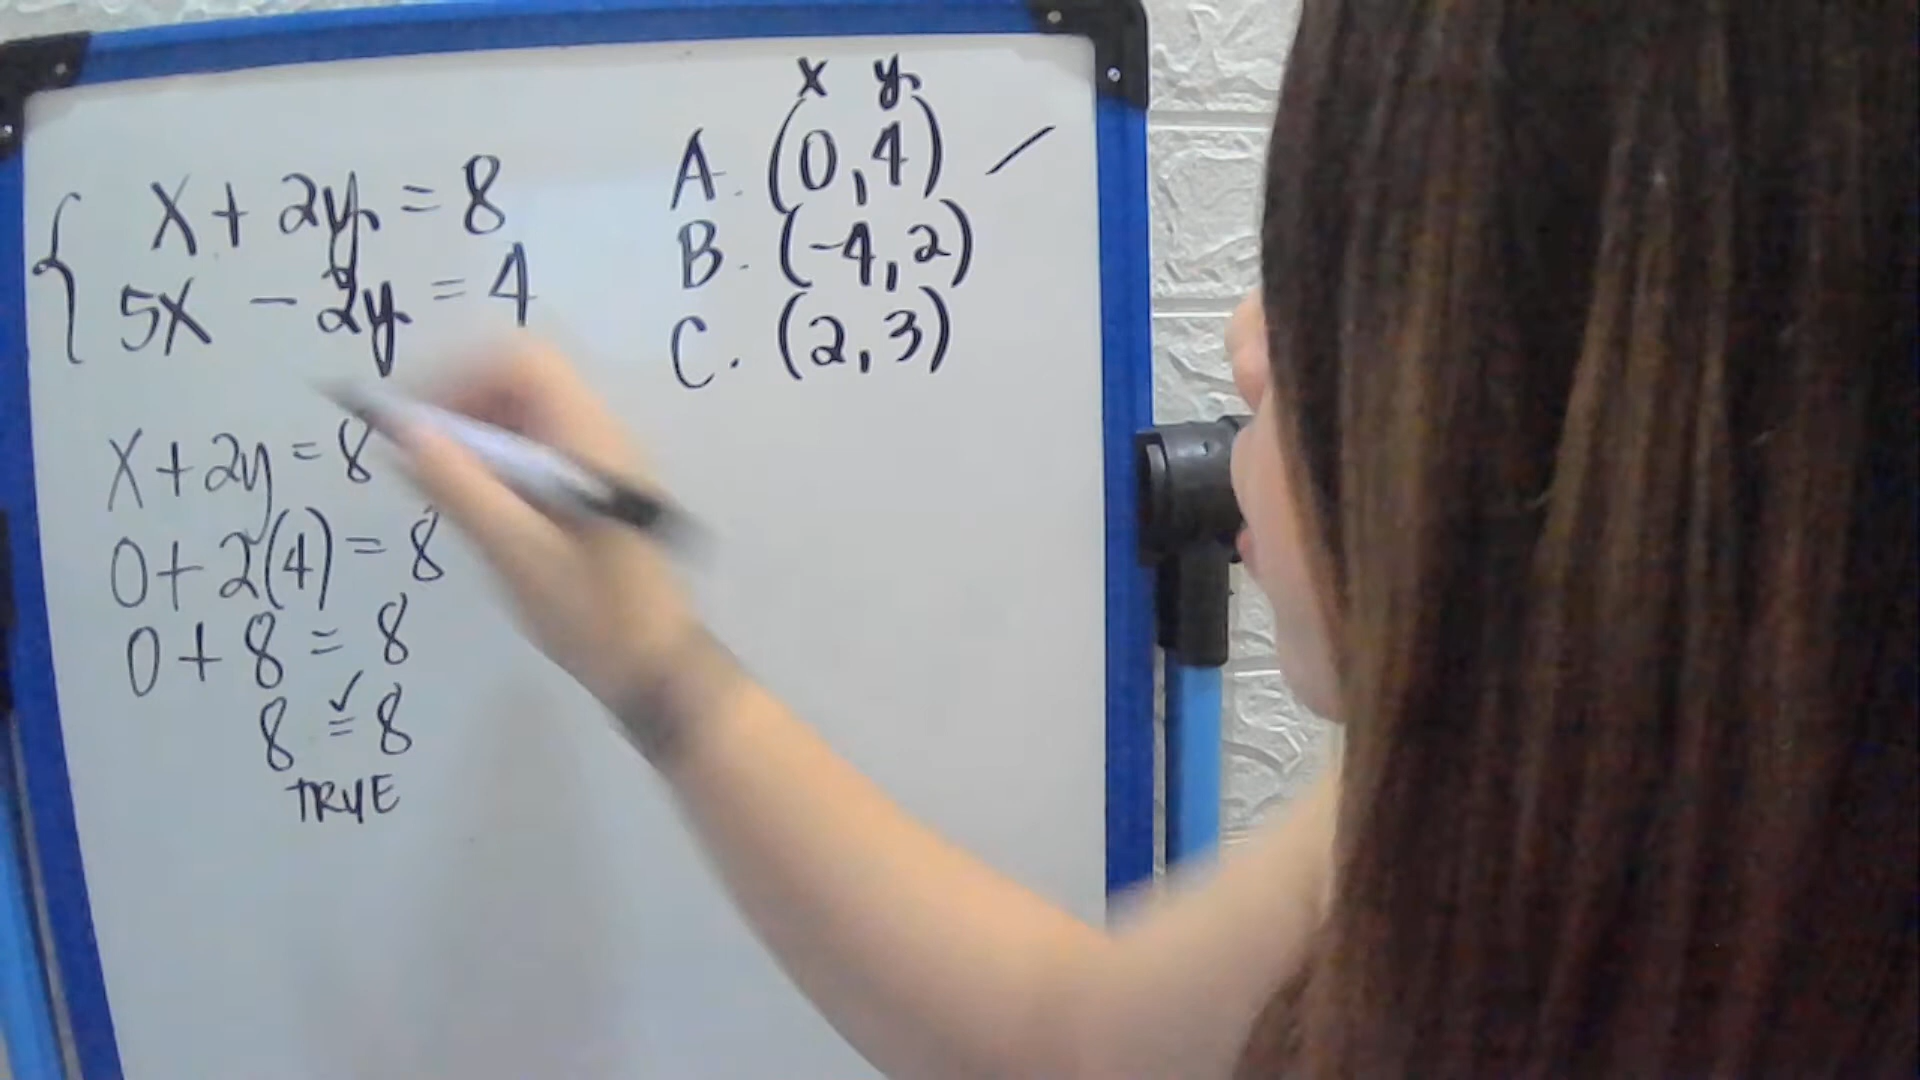 x + 2y = 8
5x - 2y = 4
x y
A. (0,4)
B. (-4,2)
C. (2,3)
x+2y=8
0+2(4)=8
0+8=8
8=8
TRUE